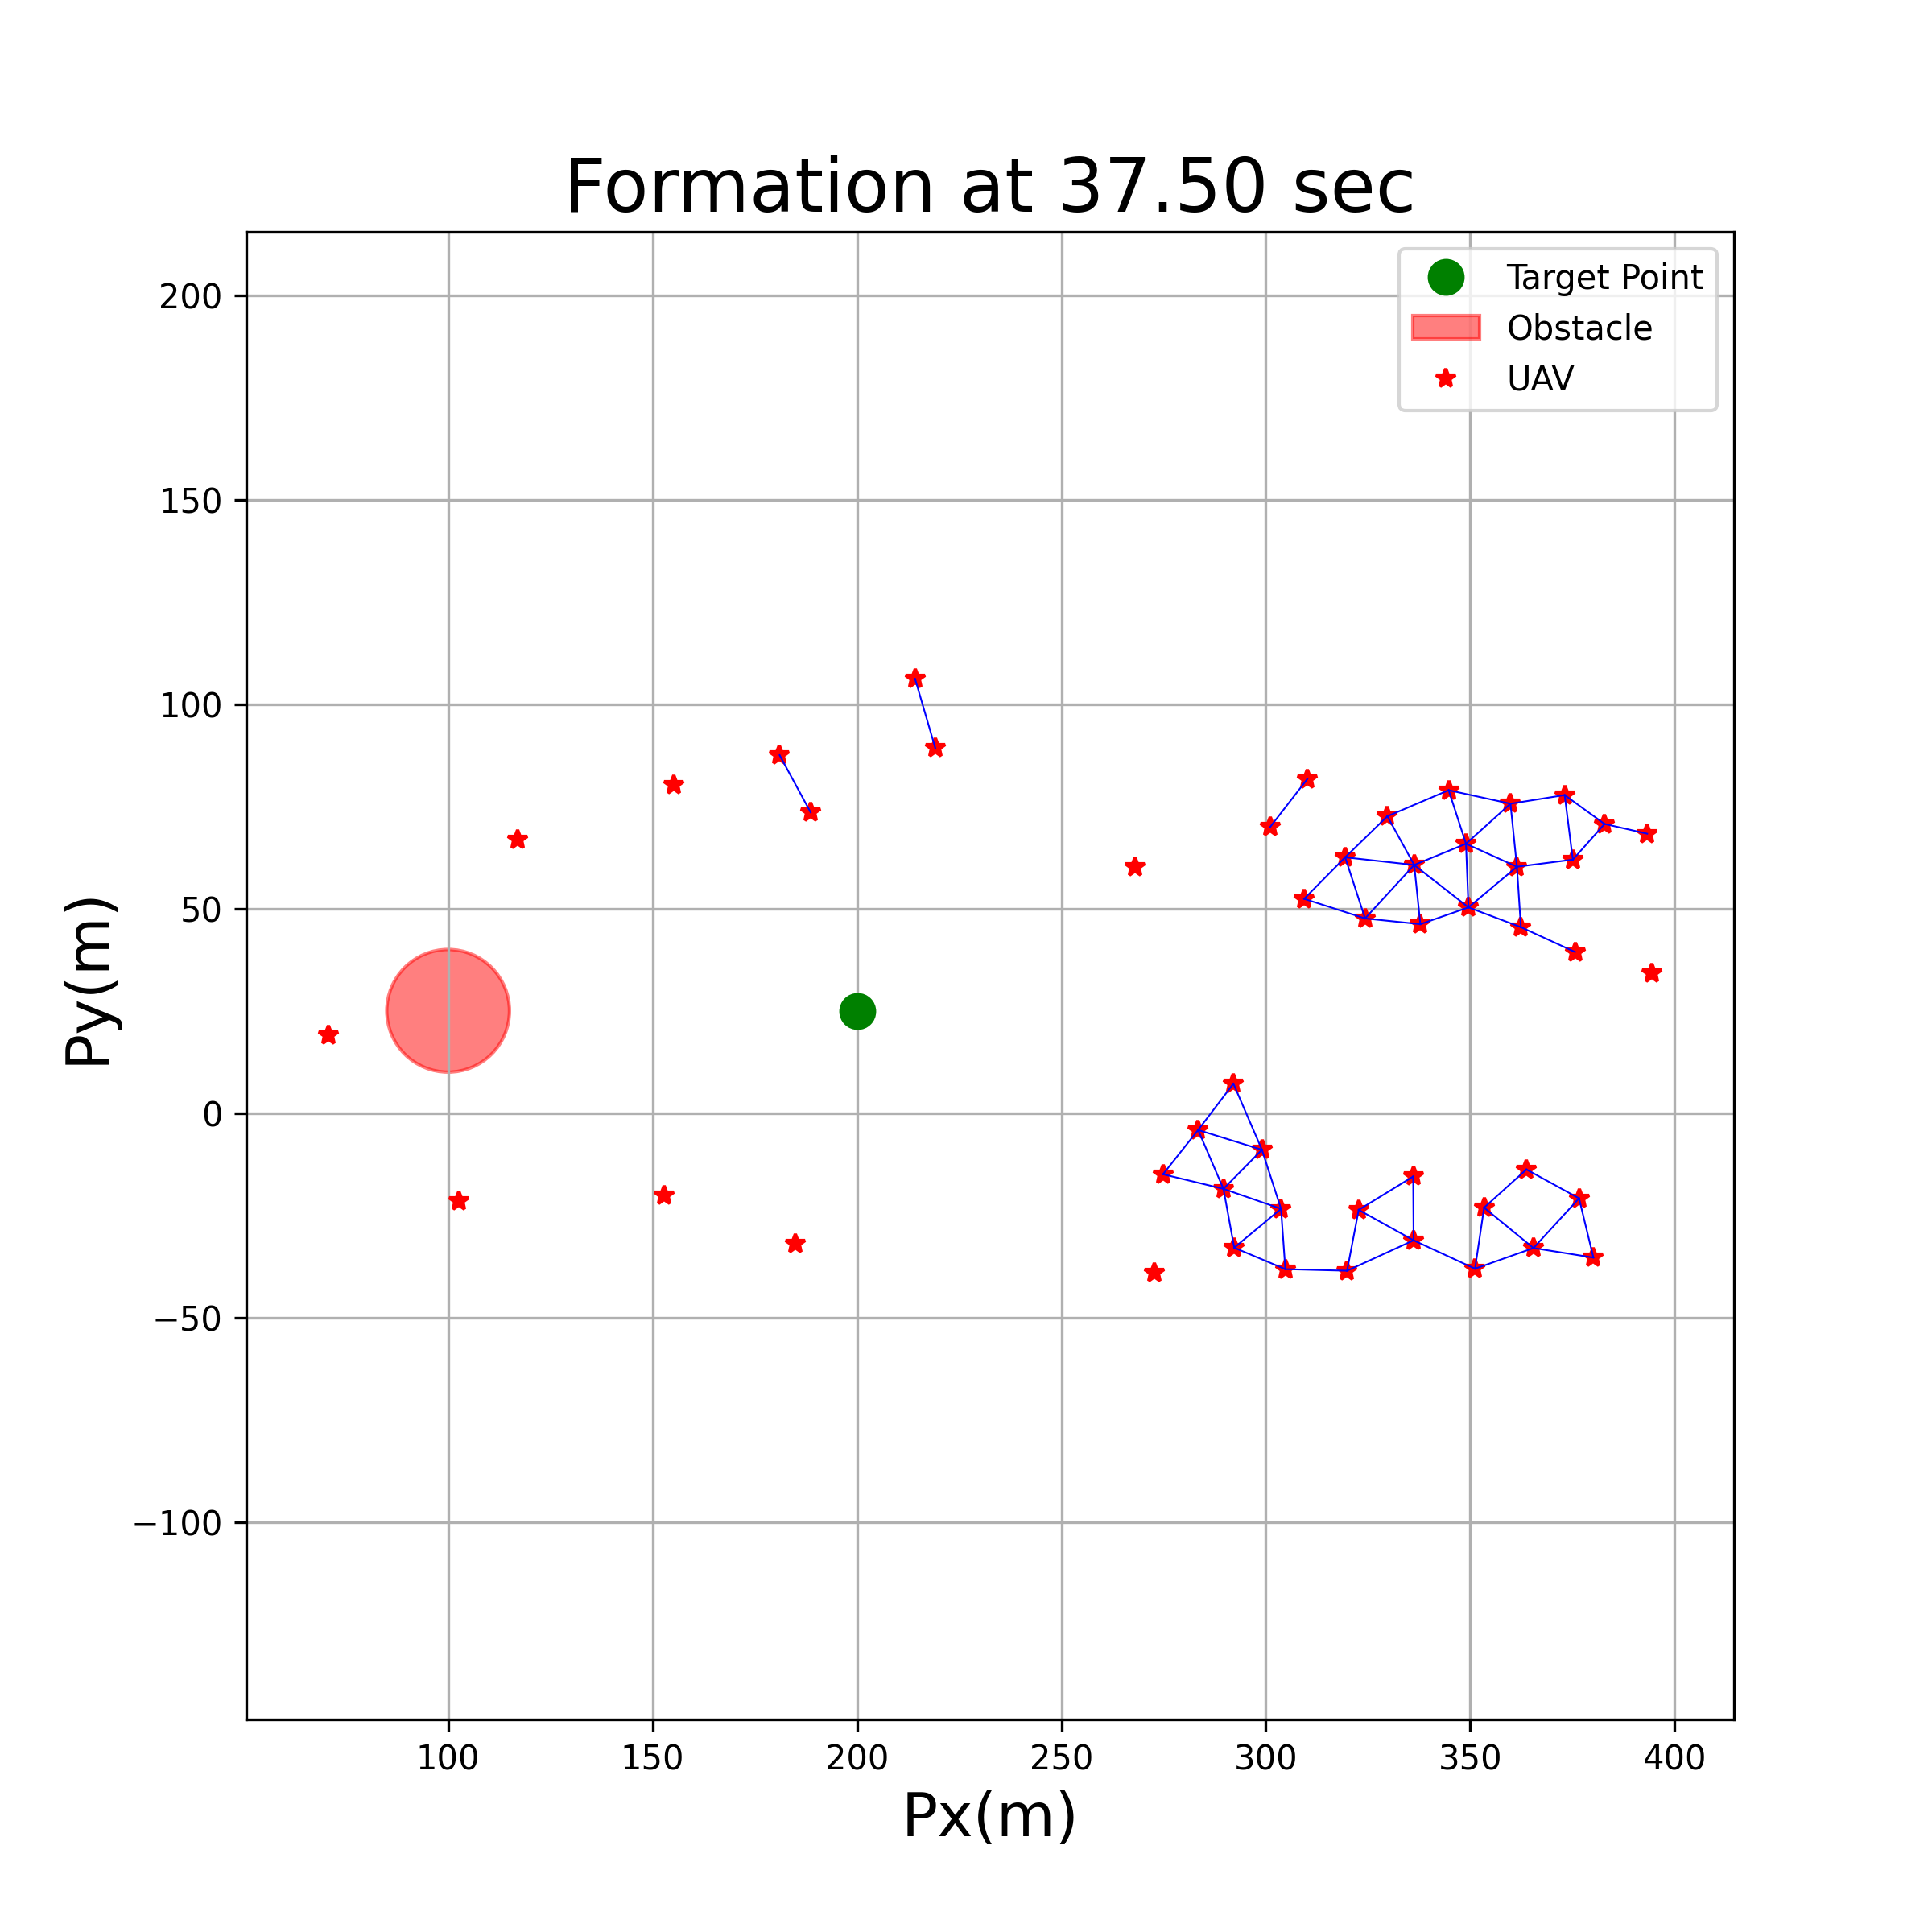 Formation at 37.50 sec
Target Point
Obstacle
UAV
200
150
100
50
0
−50
−100
Py(m)
100 150 200 250 300 350 400
Px(m)